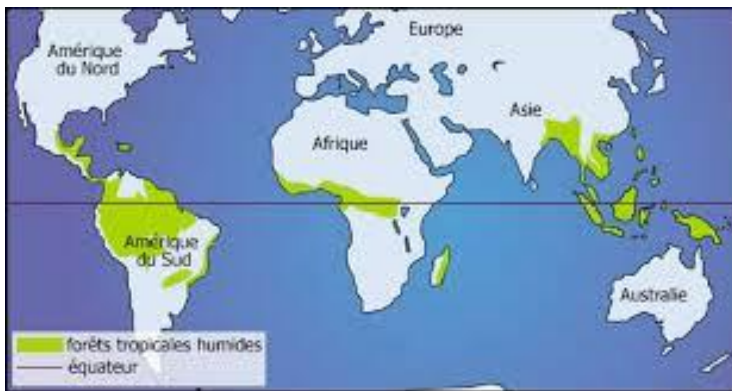 Amérique
du Nord
Europe
Asie
Afrique
Amérique
du Sud
Australie
forêts tropicales humides
équateur